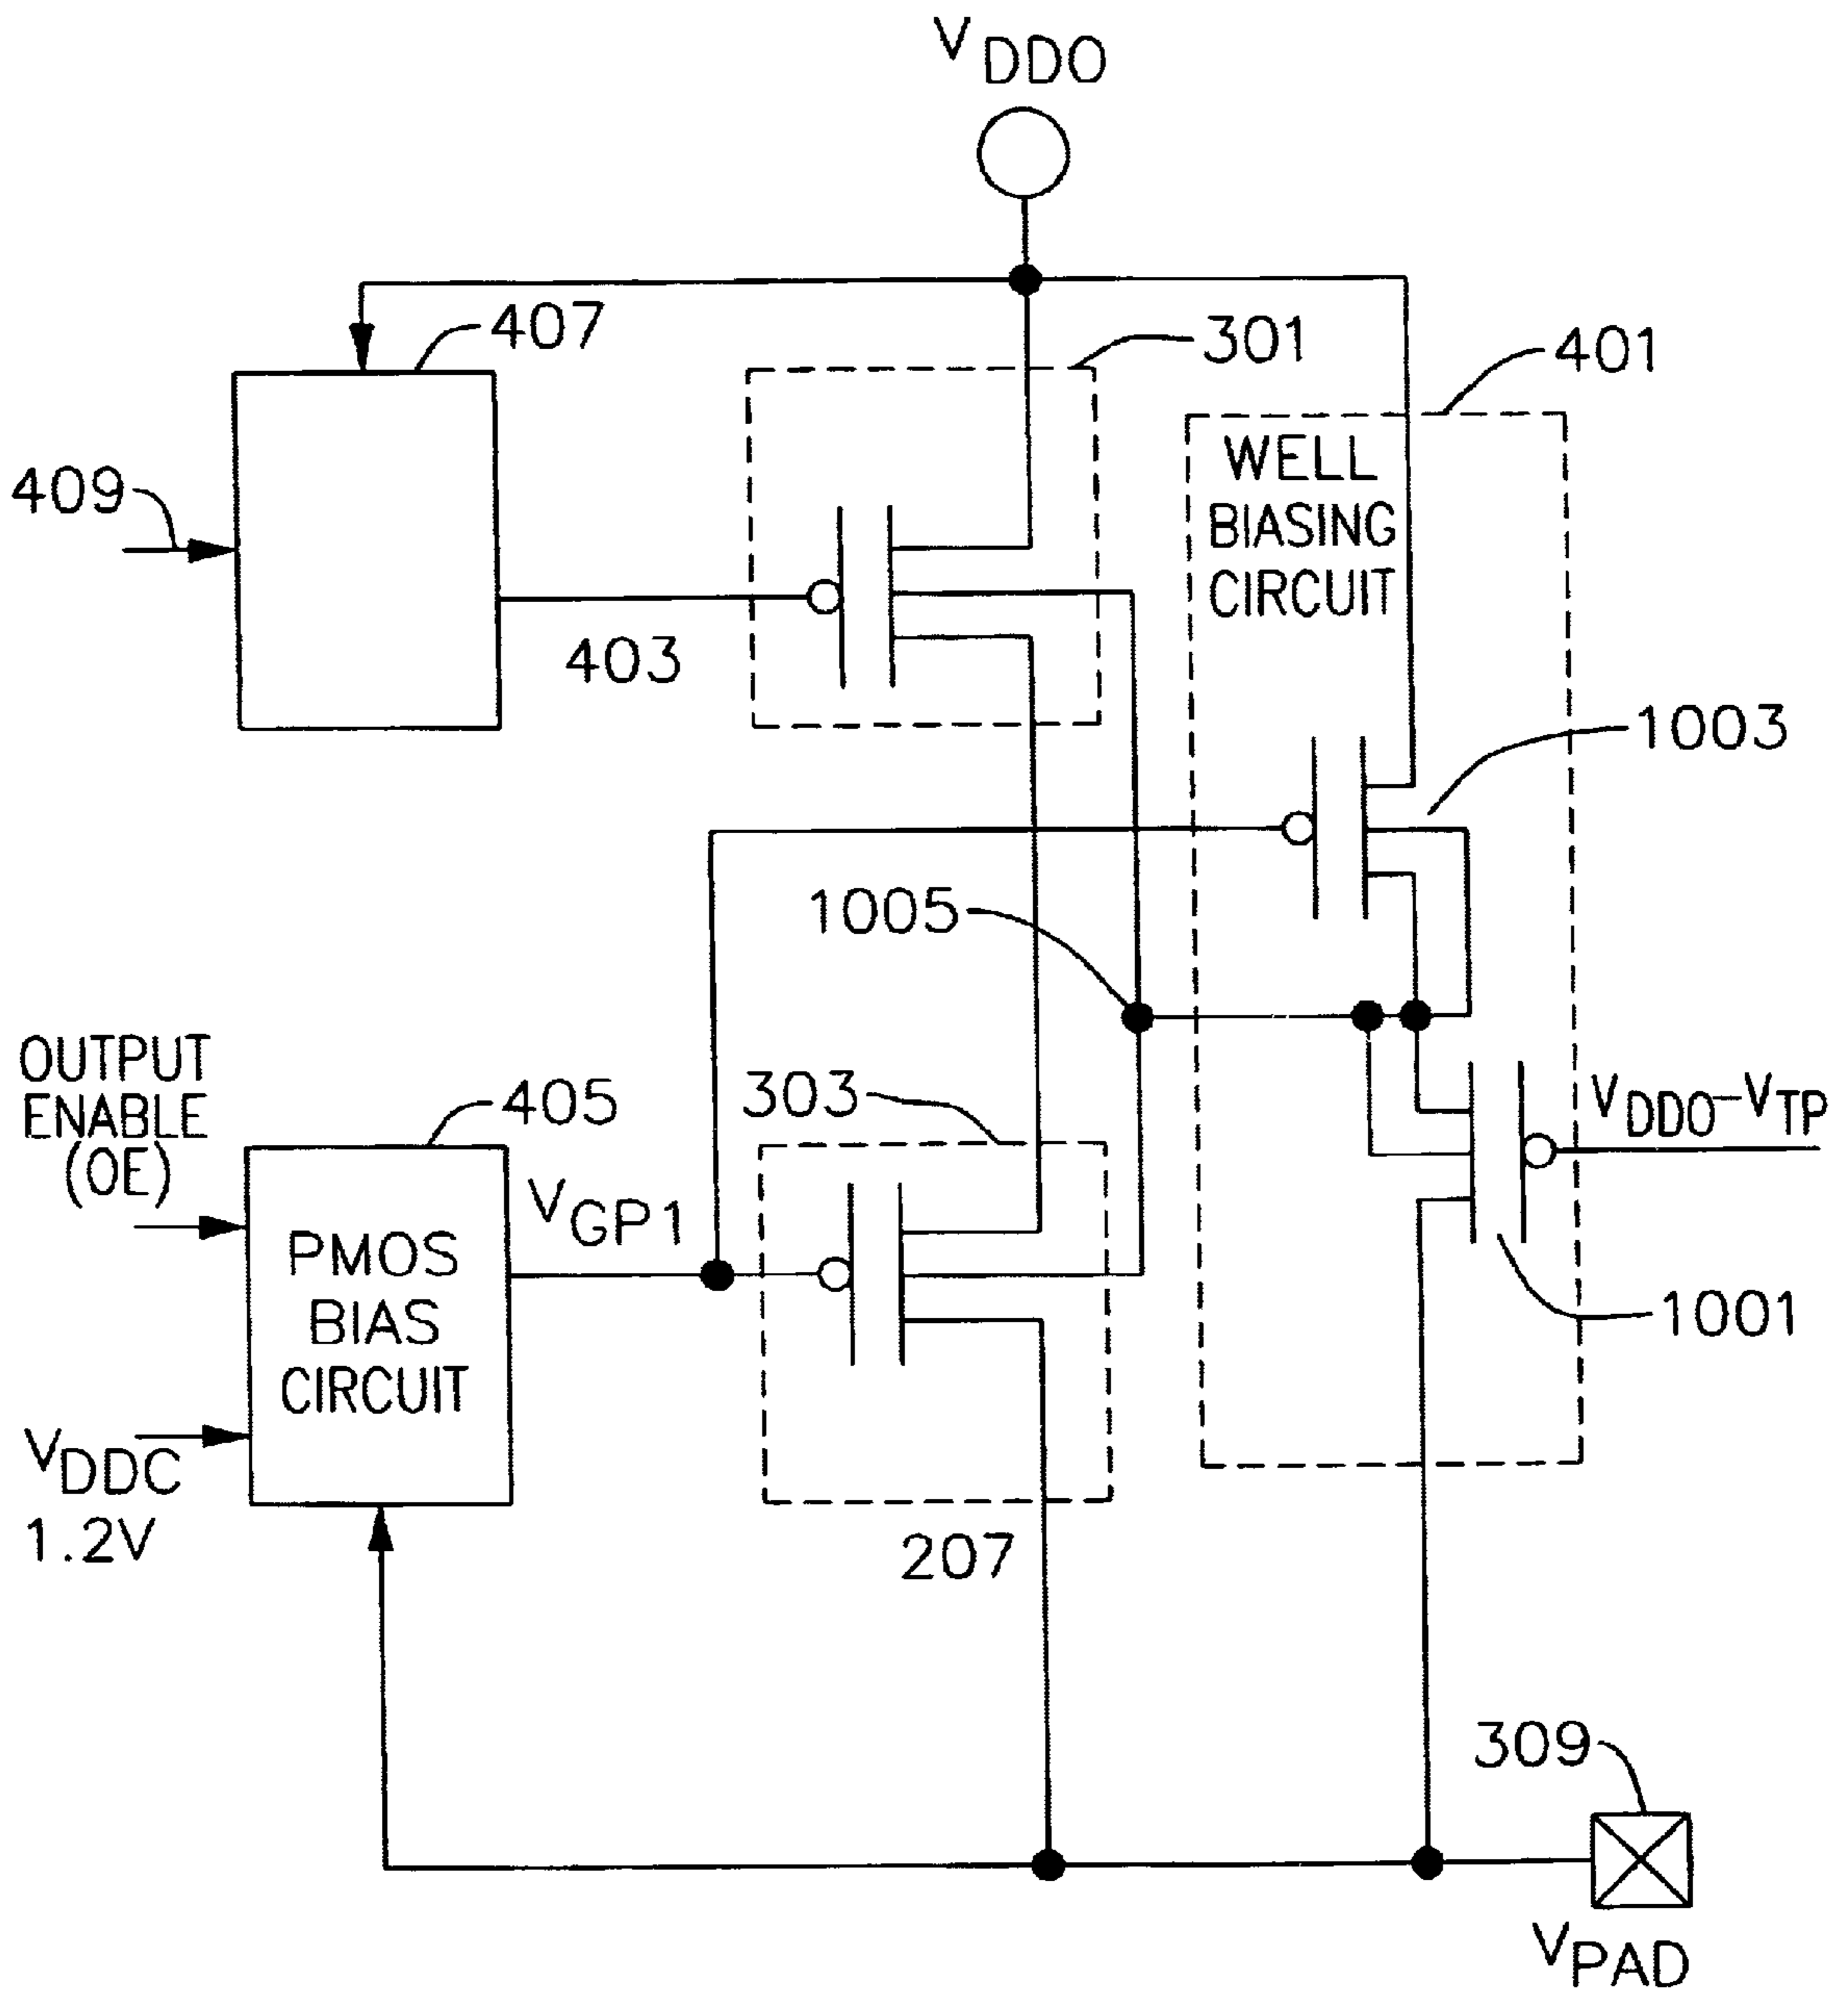 VDDO
407
301
401
WELL
BIASING
CIRCUIT
409
403
1003
1005
OUTPUT
ENABLE
(OE)
405
303
VDDO-VTP
VGP1
PMOS
BIAS
CIRCUIT
1001
VDDC
1.2V
207
309
VPAD